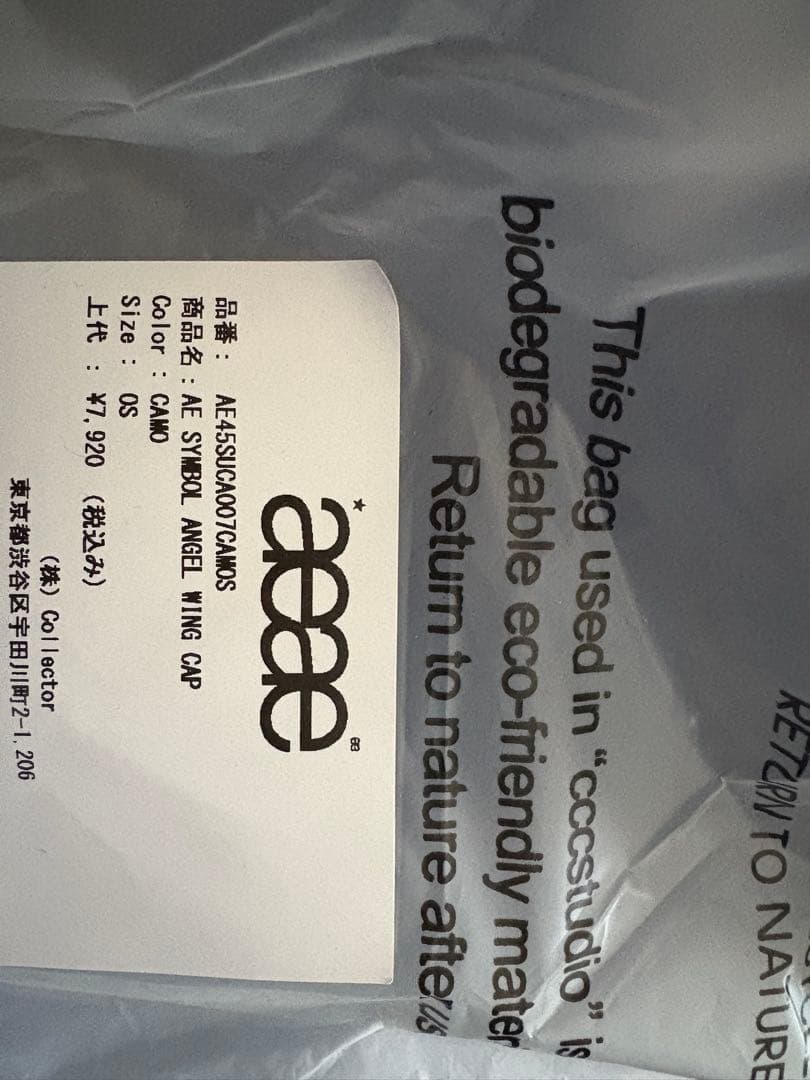 RETURN TO NATURE
This bag used in “cccstudio” is
biodegradable eco-friendly mater
Return to nature after us
aeae
品番： AE45SUCA007CAMOS
商品名：AE SYMBOL ANGEL WING CAP
Color : CAMO
Size : OS
上代 : ¥7,920 (税込み)
(株) Collector
東京都渋谷区宇田川町2-1,206